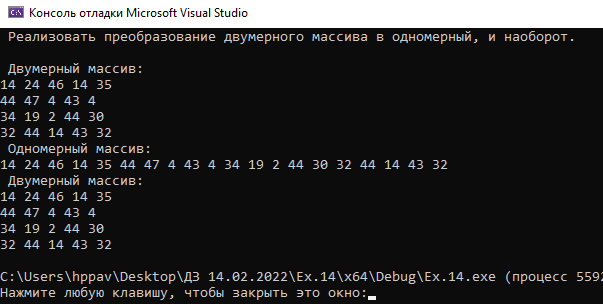 Консоль отладки Microsoft Visual Studio
Реализовать преобразование двумерного массива в одномерный, и наоборот.
Двумерный массив:
14 24 46 14 35
44 47 4 43 4
34 19 2 44 30
32 44 14 43 32
Одномерный массив:
14 24 46 14 35 44 47 4 43 4 34 19 2 44 30 32 44 14 43 32
Двумерный массив:
14 24 46 14 35
44 47 4 43 4
34 19 2 44 30
32 44 14 43 32
C:\Users\hppav\Desktop\ДЗ 14.02.2022\Ex.14\x64\Debug\Ex.14.exe (процесс 5592
Нажмите любую клавишу, чтобы закрыть это окно: